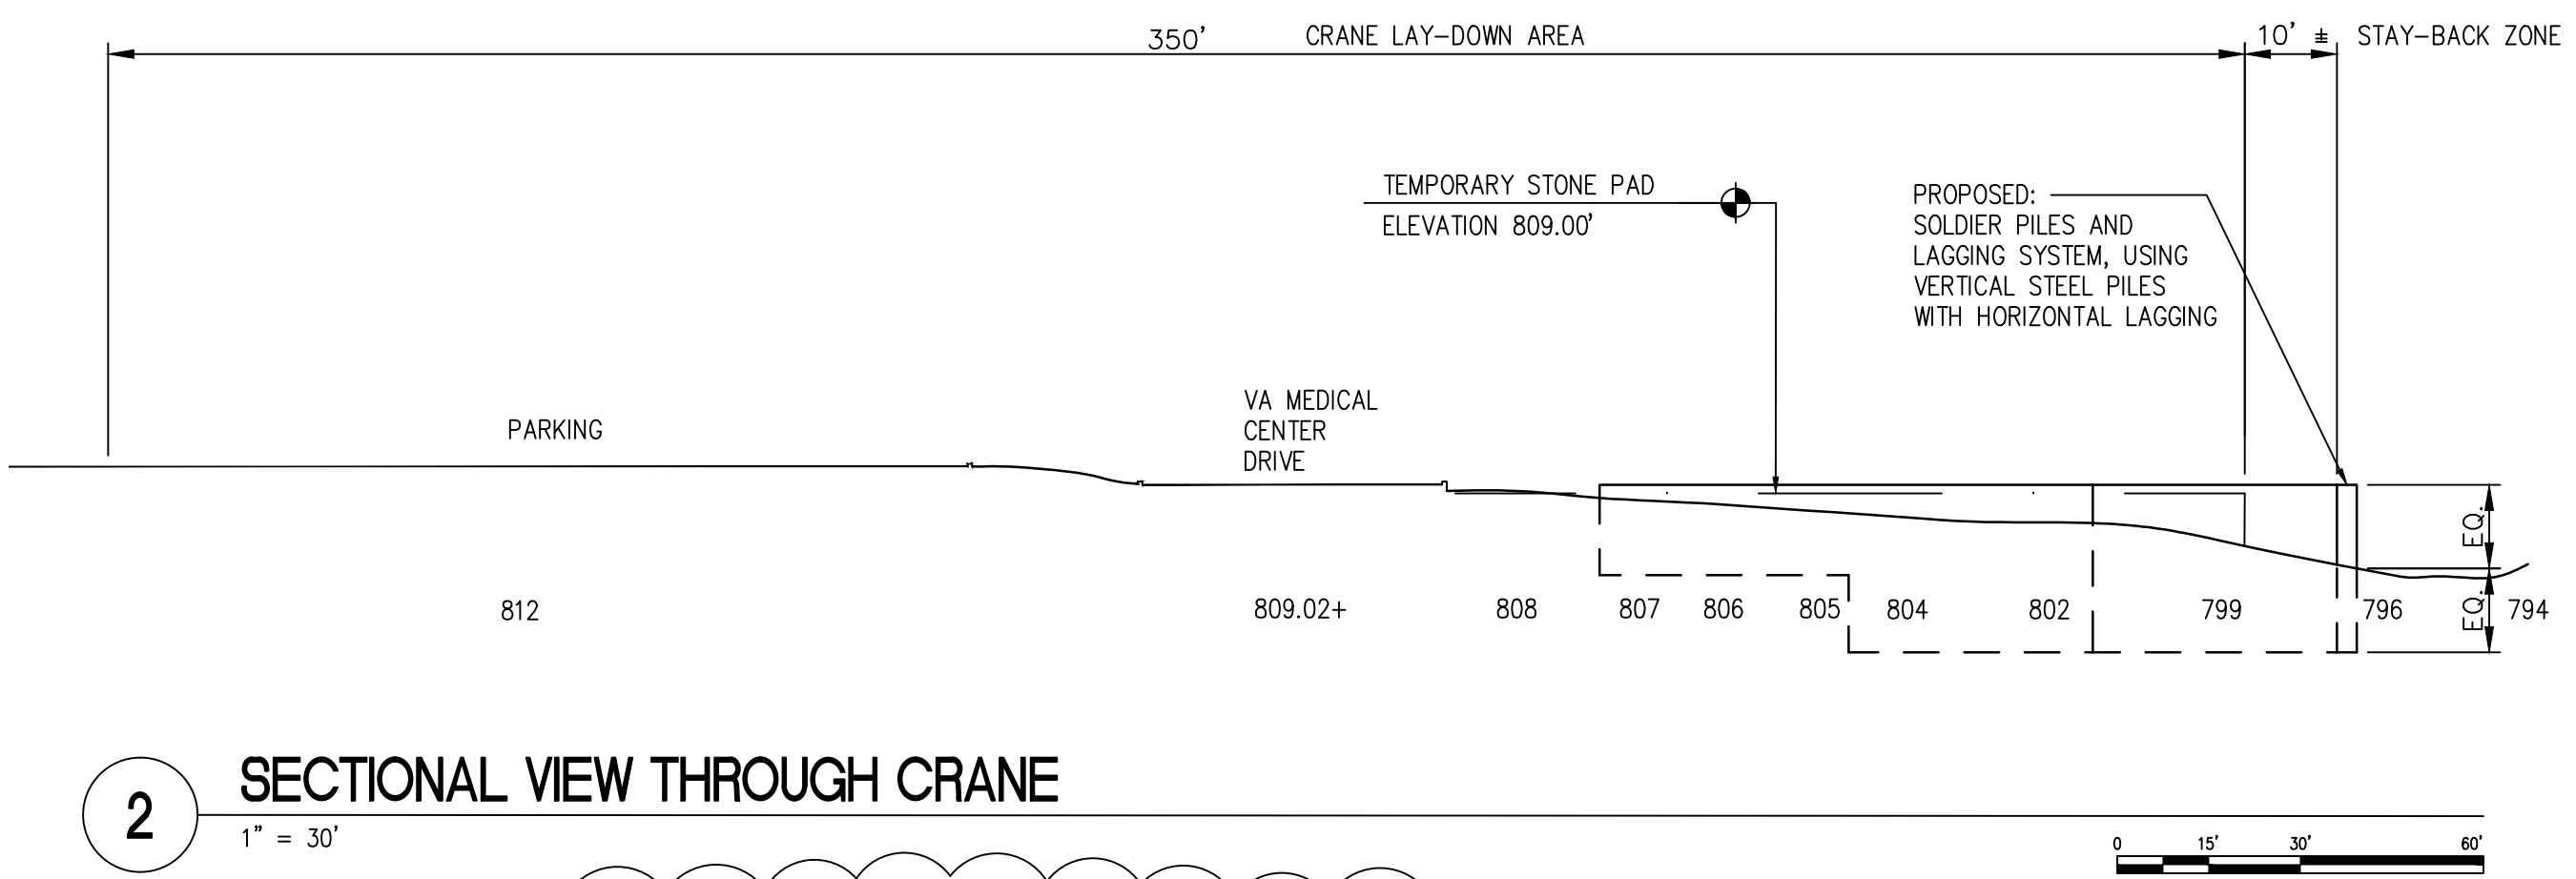 350' CRANE LAY-DOWN AREA 10' ± STAY-BACK ZONE
TEMPORARY STONE PAD
ELEVATION 809.00'
PROPOSED:
SOLDIER PILES AND
LAGGING SYSTEM, USING
VERTICAL STEEL PILES
WITH HORIZONTAL LAGGING
PARKING
VA MEDICAL
CENTER
DRIVE
EQ.
EQ.
812 809.02+ 808 807 806 805 804 802 799 796 794
2 SECTIONAL VIEW THROUGH CRANE
1" = 30'
0 15' 30' 60'